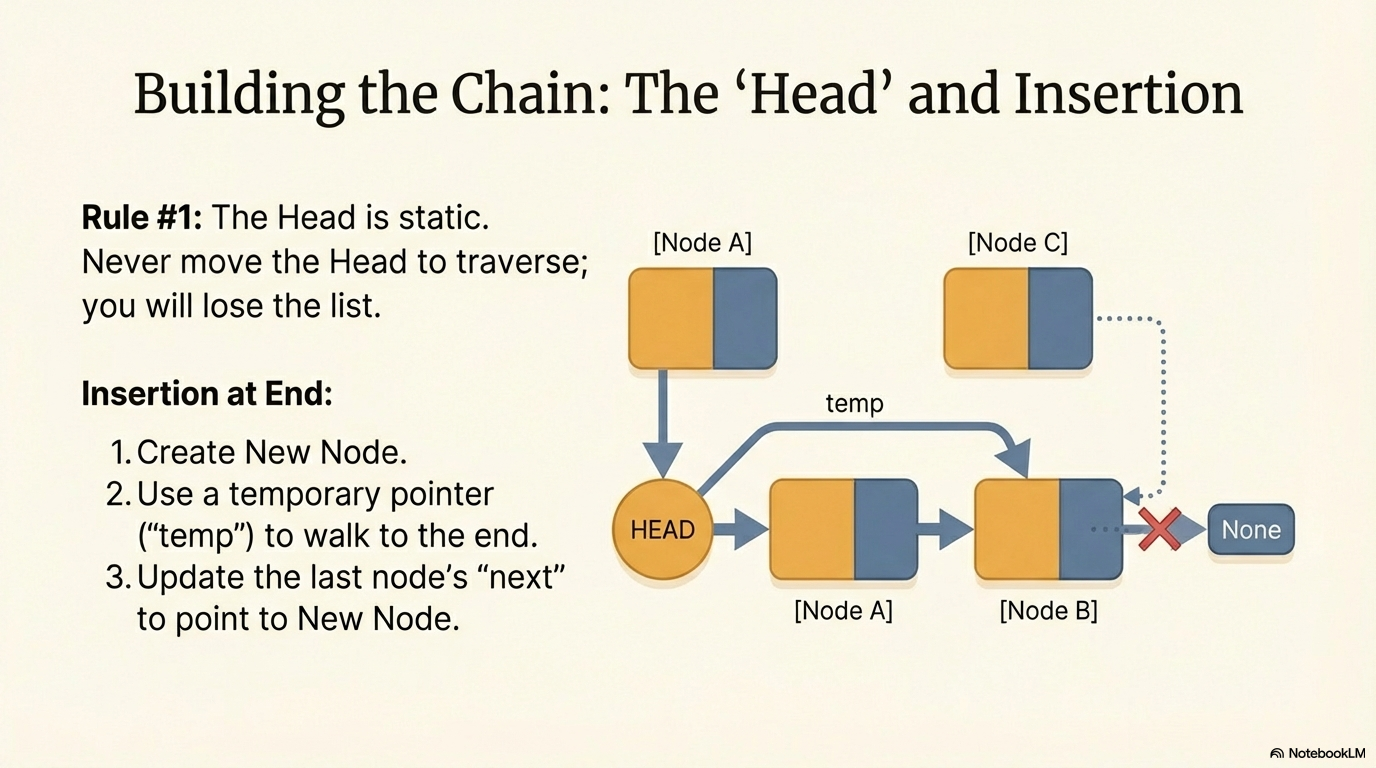 Building the Chain: The ‘Head’ and Insertion
Rule #1: The Head is static.
Never move the Head to traverse;
you will lose the list.
Insertion at End:
1. Create New Node.
2. Use a temporary pointer
(“temp”) to walk to the end.
3. Update the last node’s “next”
to point to New Node.
[Node A]
[Node C]
temp
HEAD
None
[Node A]
[Node B]
NotebookLM